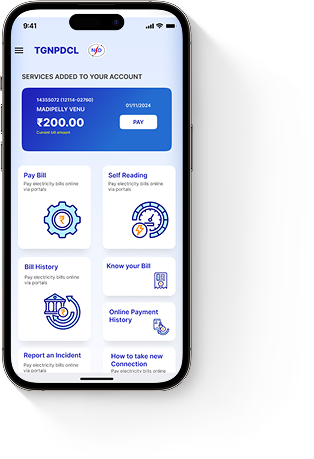 9:41
TGNPDCL
SERVICES ADDED TO YOUR ACCOUNT
14355072 (12114-02790)
01/11/2024
MADIPELLY VENU
₹200.00
PAY
Current bill amount
Pay Bill
Pay electricity bills online
via portals
Self Reading
Pay electricity bills online
via portals
Bill History
Pay electricity bills online
via portals
Know your Bill
Online Payment
History
Report an Incident
Pay electricity bills online
How to take new
Connection
Pay electricity bills online